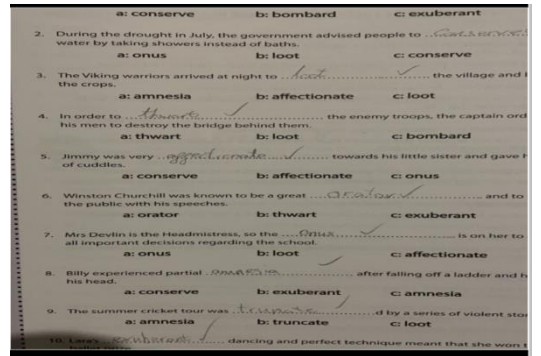 a: conserve b: bombard c: exuberant
2. During the drought in July, the government advised people to ..conserve
water by taking showers instead of baths.
a: onus b: loot c: conserve
3. The Viking warriors arrived at night to ..loot.......✓..... the village and
the crops.
a: amnesia b: affectionate c: loot
4. In order to ...thwart....✓............ the enemy troops, the captain ord
his men to destroy the bridge behind them.
a: thwart b: loot c: bombard
5. Jimmy was very ..affectionate..✓....... towards his little sister and gave
of cuddles.
a: conserve b: affectionate c: onus
6. Winston Churchill was known to be a great .....orator.✓......... and to
the public with his speeches.
a: orator b: thwart c: exuberant
7. Mrs Devlin is the Headmistress, so the ....onus....✓........... is on her to
all important decisions regarding the school.
a: onus b: loot c: affectionate
8. Billy experienced partial ..amnesia...✓.......... after falling off a ladder and
his head.
a: conserve b: exuberant c: amnesia
9. The summer cricket tour was ..truncate...✓.........d by a series of violent sto
a: amnesia b: truncate c: loot
10. Lara's ..exuberant..✓.... dancing and perfect technique meant that she won